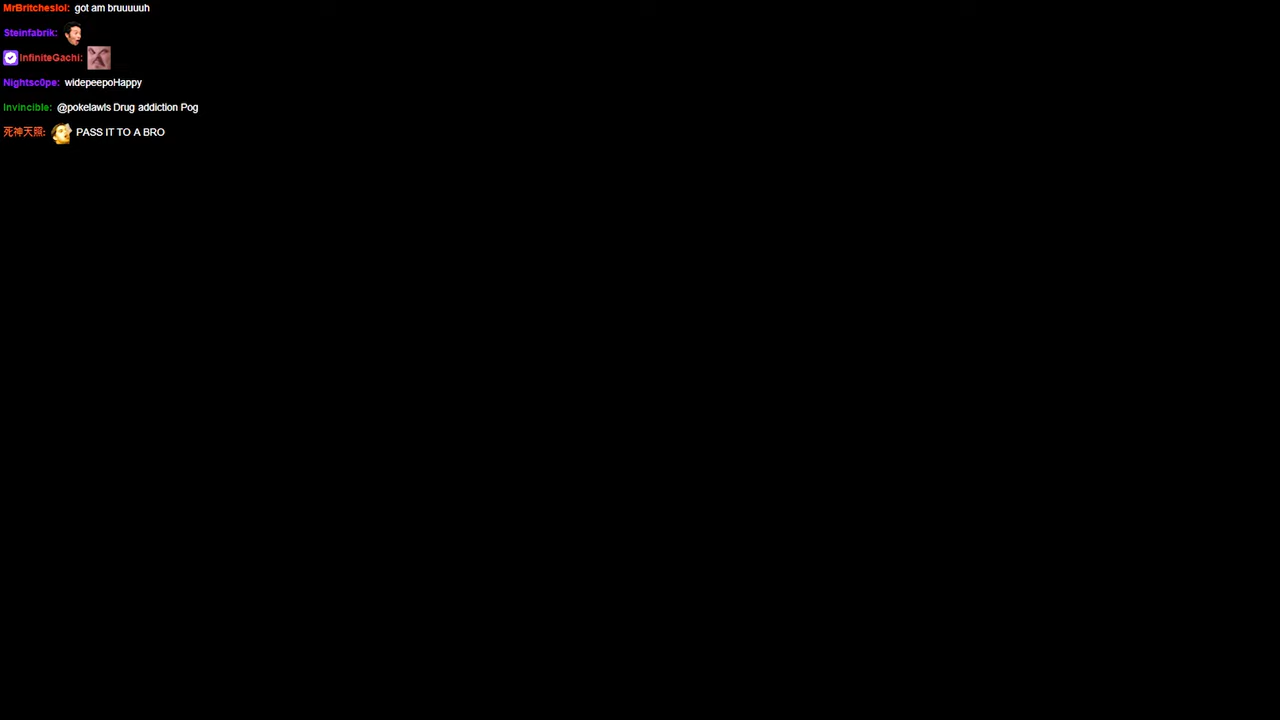 MrBritcheslol: got am bruuuuuh
Steinfabrik:
InfiniteGachi:
Nightsc0pe: widepeepoHappy
Invincible: @pokelawls Drug addiction Pog
死神天照: PASS IT TO A BRO